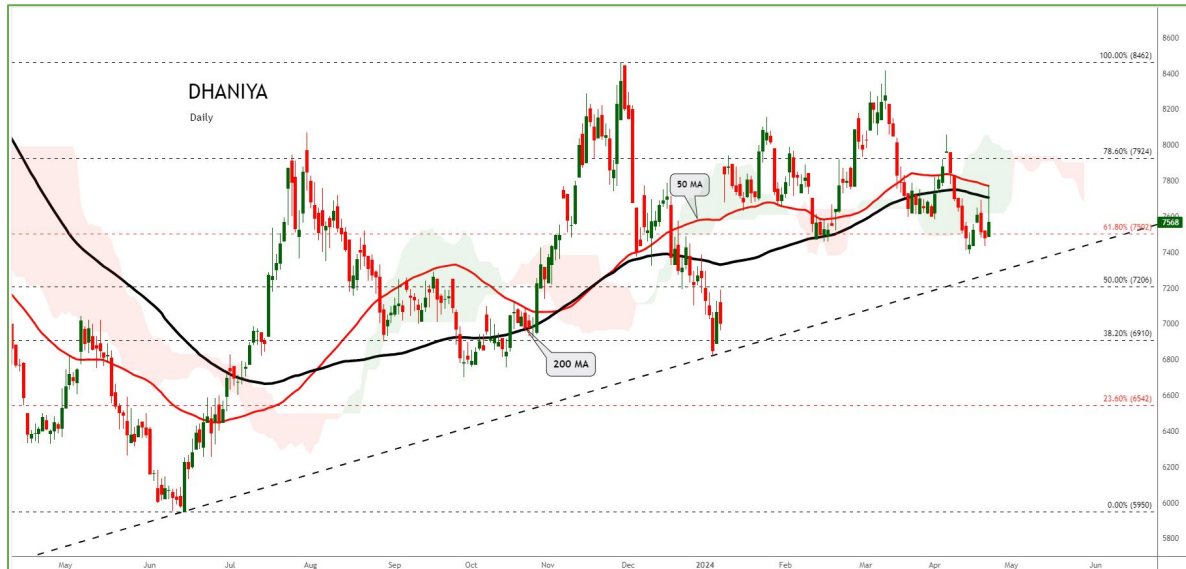 DHANIYA
Daily
50 MA
200 MA
100.00% (8462)
78.60% (7924)
61.80% (7502)
50.00% (7206)
38.20% (6910)
23.60% (6542)
0.00% (5950)
8600
8400
8200
8000
7800
7600
7568
7400
7200
7000
6800
6600
6400
6200
6000
5800
May
Jun
Jul
Aug
Sep
Oct
Nov
Dec
2024
Feb
Mar
Apr
May
Jun